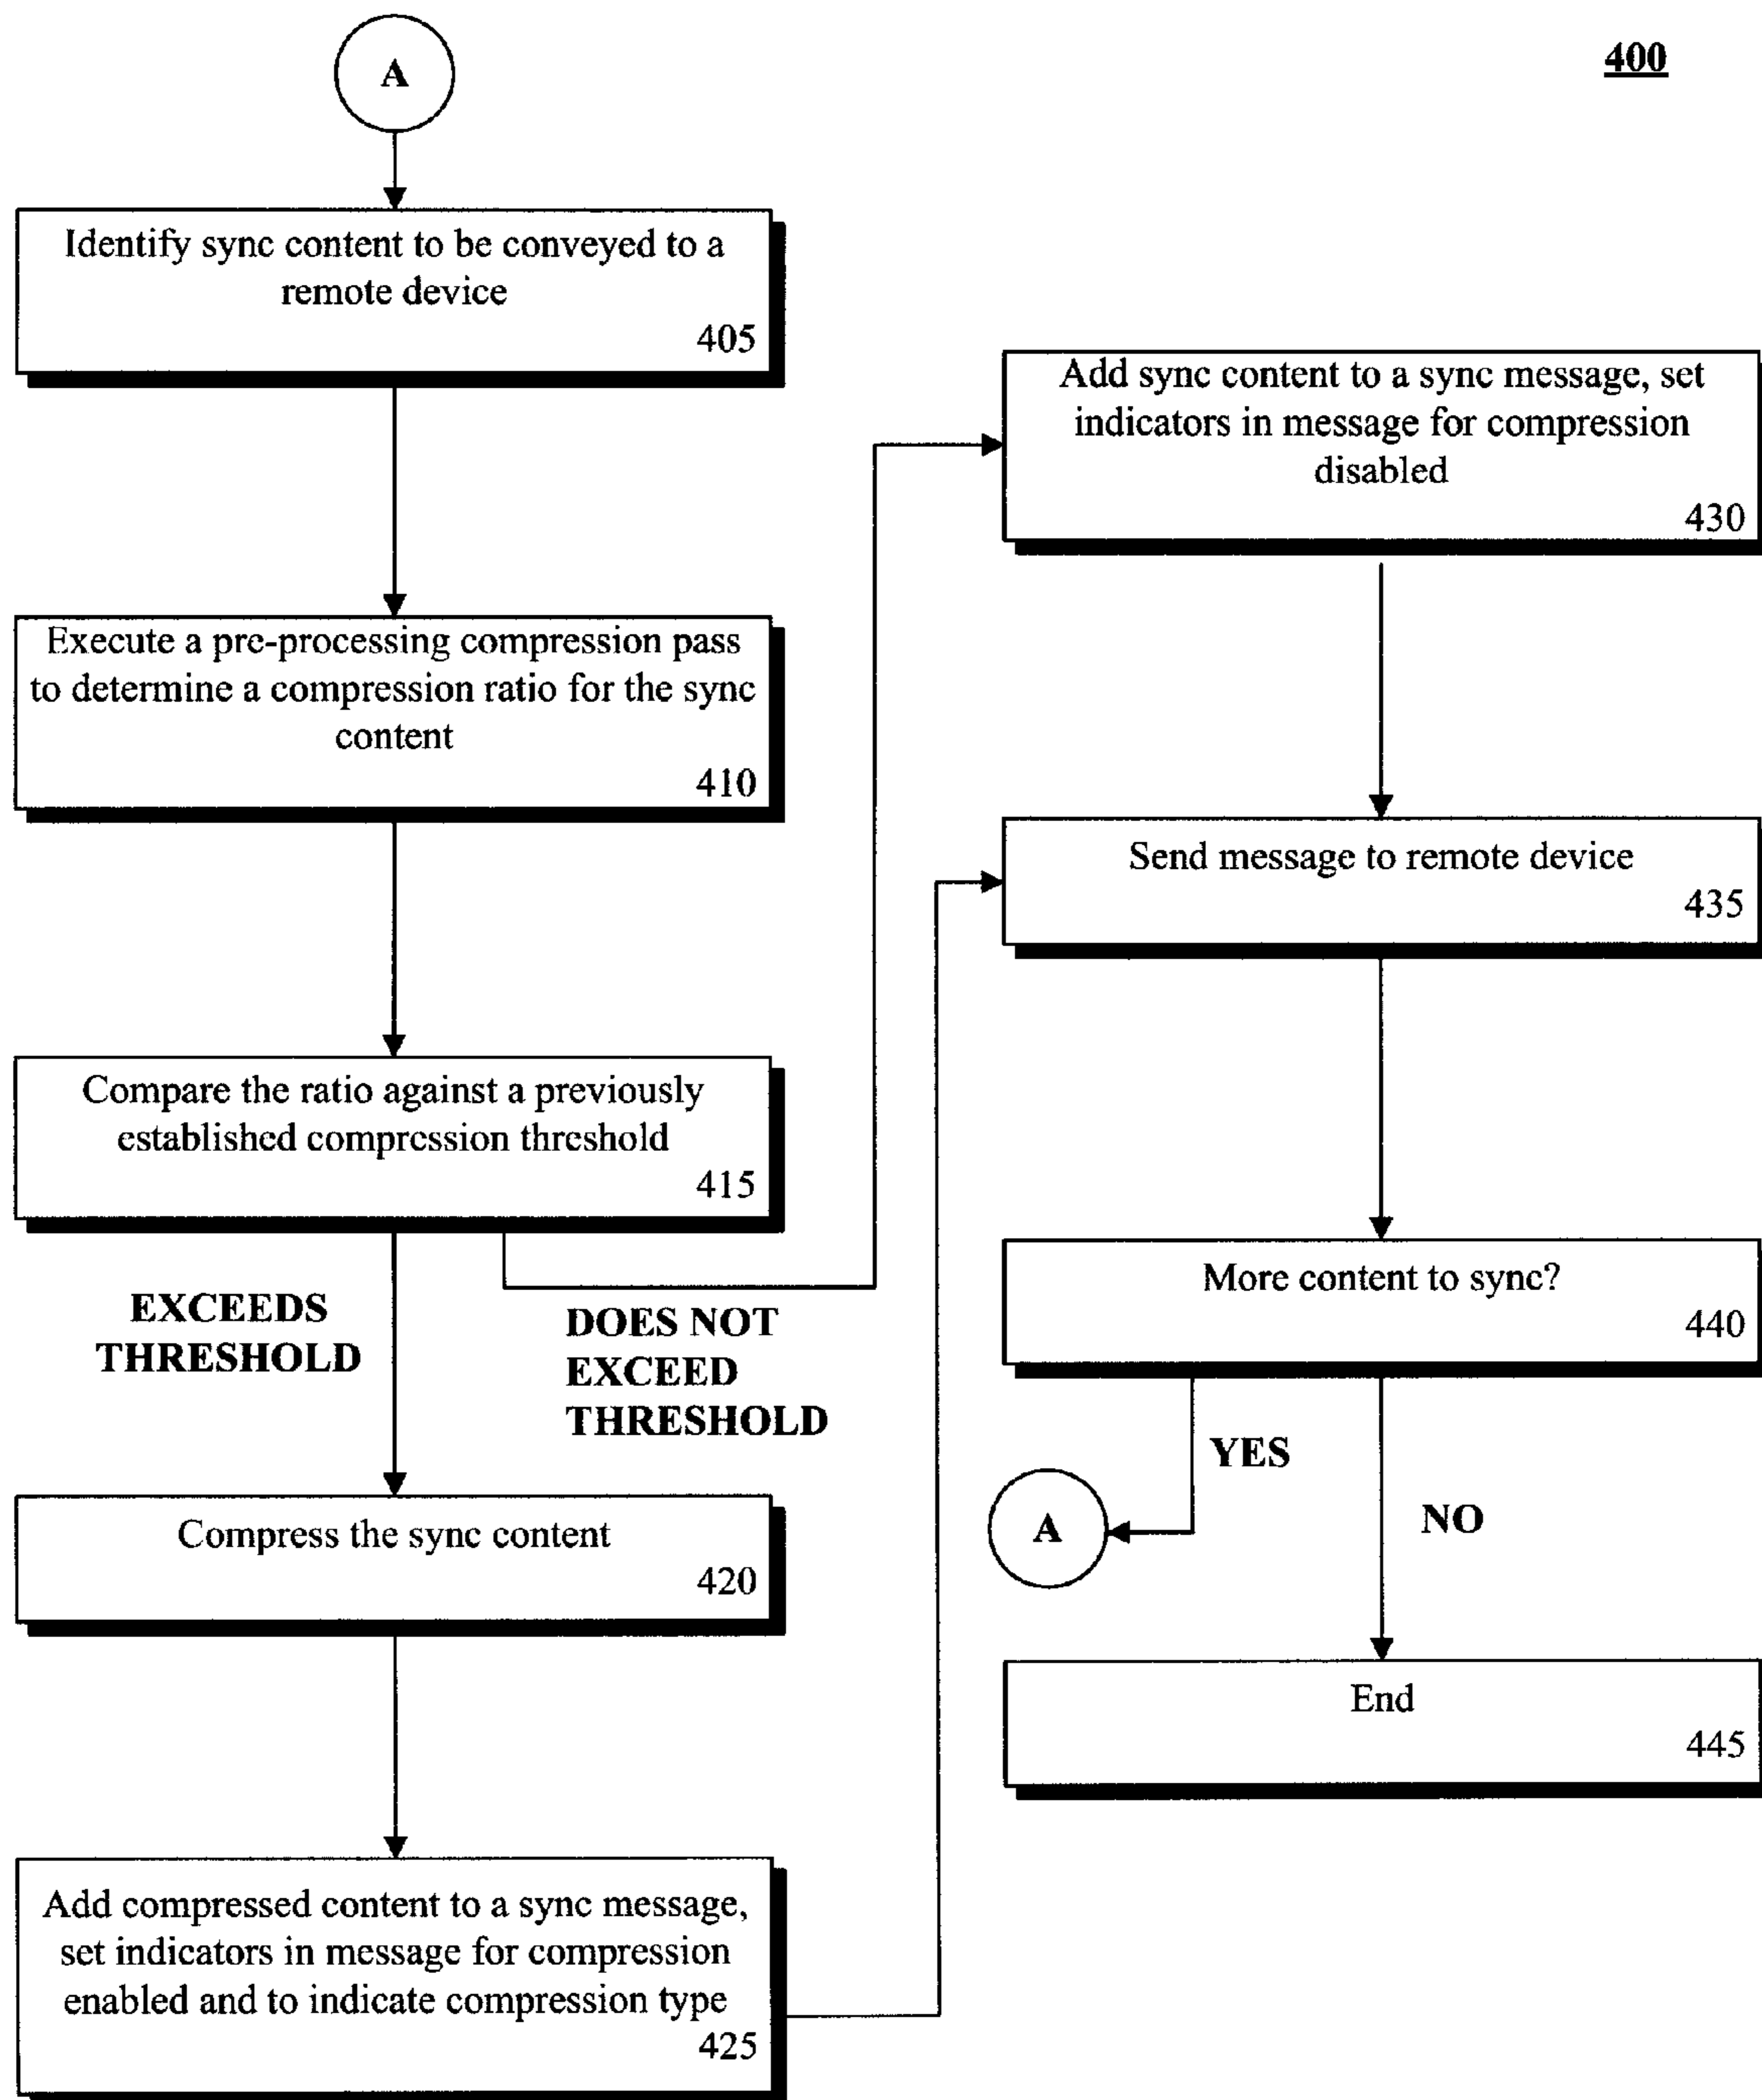 400
A
Identify sync content to be conveyed to a
remote device
405
Execute a pre-processing compression pass
to determine a compression ratio for the sync
content
410
Compare the ratio against a previously
established compression threshold
415
EXCEEDS
THRESHOLD
DOES NOT
EXCEED
THRESHOLD
Compress the sync content
420
Add compressed content to a sync message,
set indicators in message for compression
enabled and to indicate compression type
425
Add sync content to a sync message, set
indicators in message for compression
disabled
430
Send message to remote device
435
More content to sync?
440
YES
A
NO
End
445